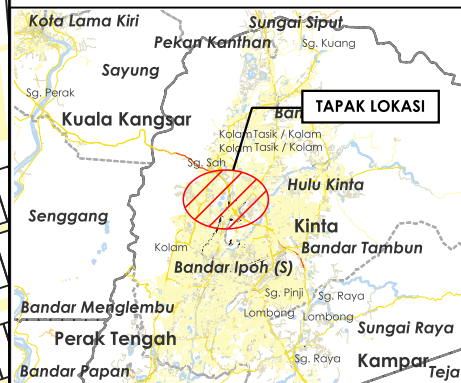 Kota Lama Kiri
Sungai Siput
Pekan Kanthan
Sg. Kuang
Sayung
Sg. Perak
TAPAK LOKASI
Ban
Kuala Kangsar
Kolam Tasik / Kolam
Kolam Tasik / Kolam
Sg. Sah
Hulu Kinta
Senggang
Kinta
Kolam
Bandar Tambun
Bandar Ipoh (S)
Sg. Pinji
Sg. Raya
Bandar Menglembu
Lombong
Lombong
Sungai Raya
Perak Tengah
Sg. Raya
Kampar
Teja
Bandar Papan